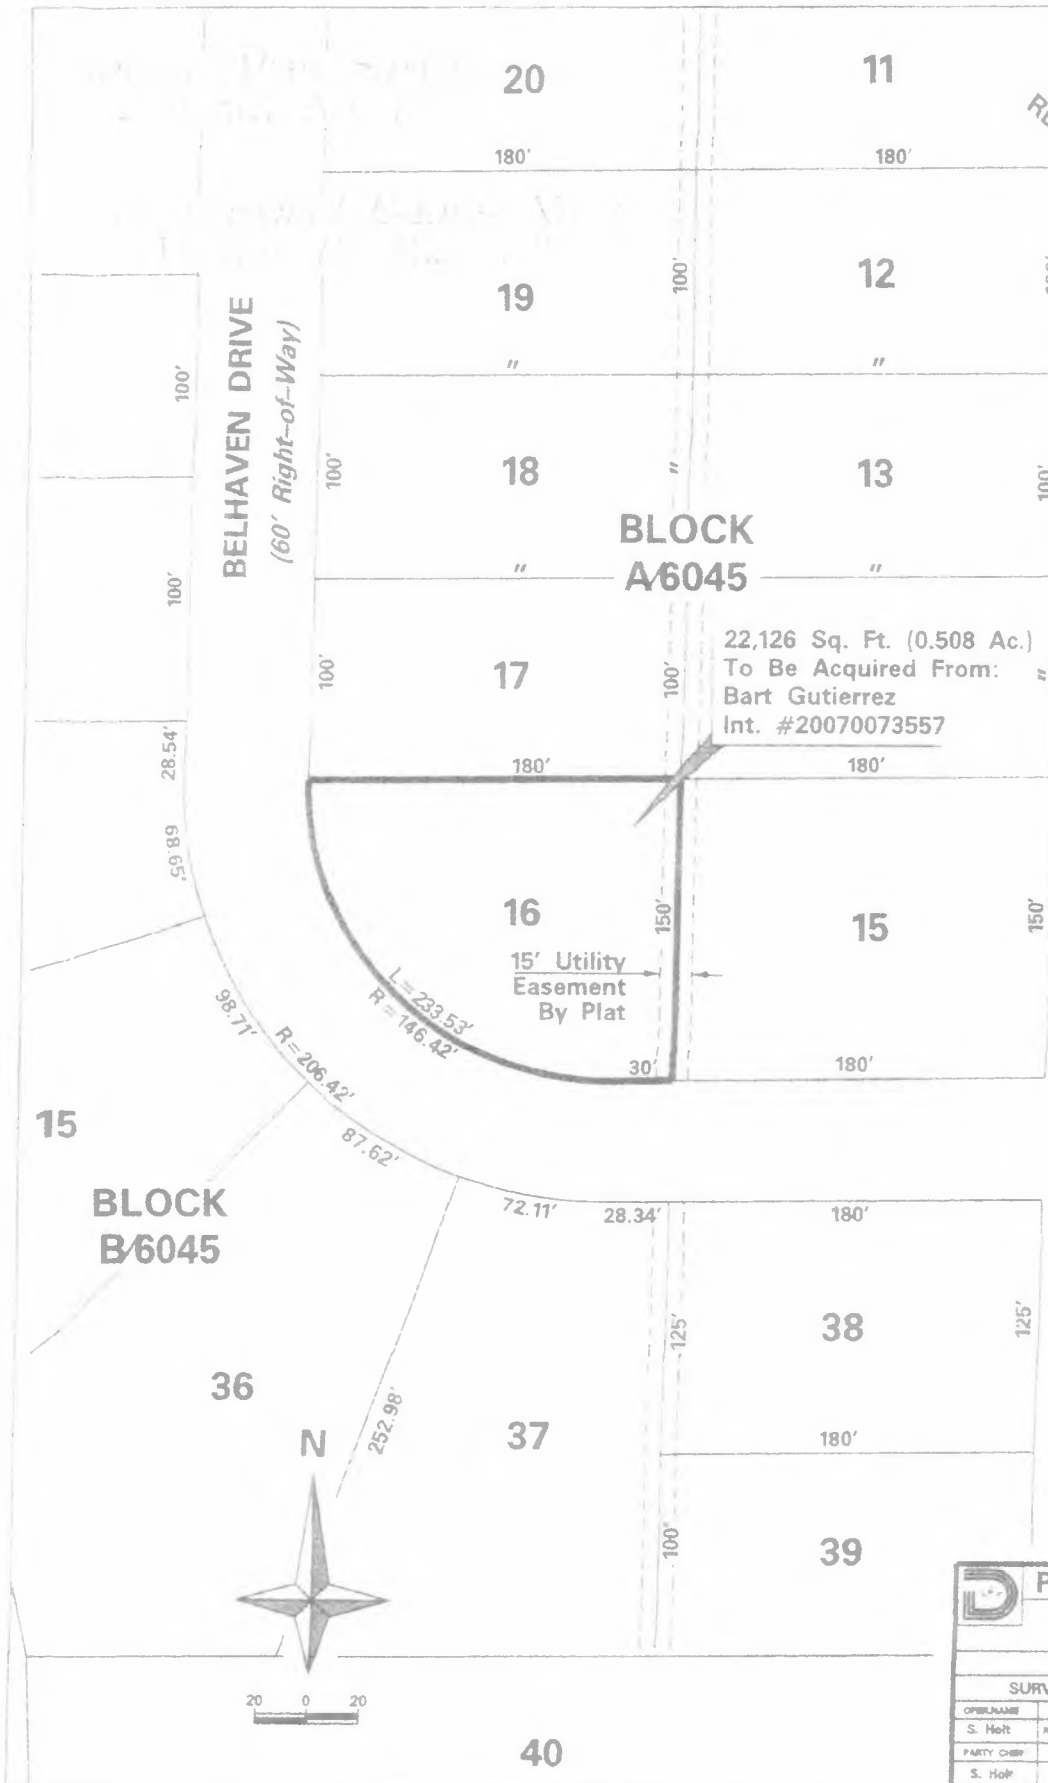 20
11
180'
180'
19
100'
12
BELHAVEN DRIVE
(60' Right-of-Way)
100'
"
"
100'
18
"
13
100'
BLOCK
A/6045
100'
"
"
22,126 Sq. Ft. (0.508 Ac.)
To Be Acquired From:
Bart Gutierrez
Int. #20070073557
17
100'
100'
"
28.54'
180'
180'
68.65'
16
150'
15
150'
15' Utility
Easement
By Plat
L = 233.53'
R = 146.42'
98.71'
R = 206.42'
30'
180'
15
87.62'
BLOCK
B/6045
72.11'
28.34'
180'
125'
38
125'
36
252.98'
37
180'
N
100'
39
P
SURV
S. Holt
PARTY CHIEF
S. Holt
20 0 20
40